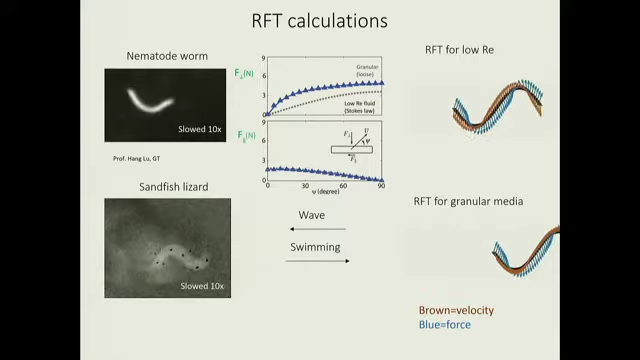 RFT calculations
Nematode worm
Slowed 10x
Prof. Hang Lu, GT
Sandfish lizard
Slowed 10x
F⊥(N)
9
6
3
0
Granular
(loose)
Low Re fluid
(Stokes law)
F∥(N)
9
6
3
0
F⊥
U
ψ
F∥
0 30 60 90
ψ (degree)
Wave
Swimming
RFT for low Re
RFT for granular media
Brown=velocity
Blue=force